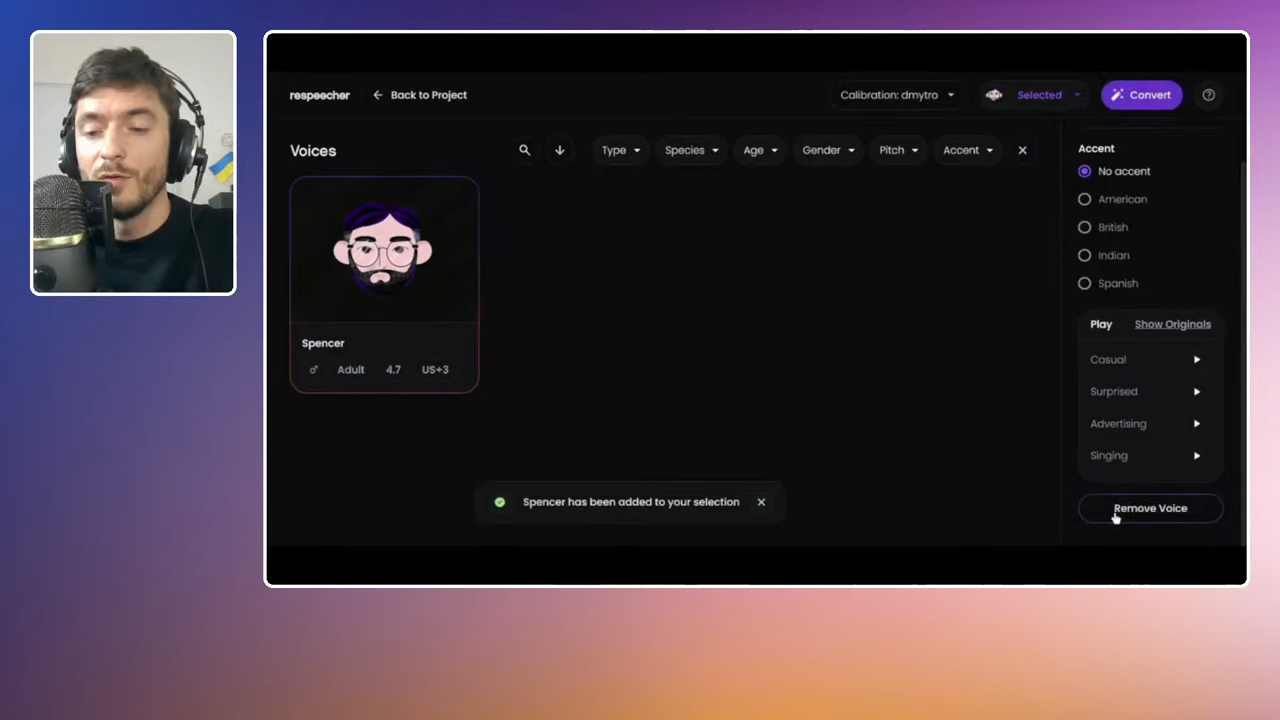 respeecher
Back to Project
Calibration: dmytro
Selected
Convert
Voices
Type
Species
Age
Gender
Pitch
Accent
Spencer
Adult
4.7
US+3
Spencer has been added to your selection
Accent
No accent
American
British
Indian
Spanish
Play
Show Originals
Casual
Surprised
Advertising
Singing
Remove Voice